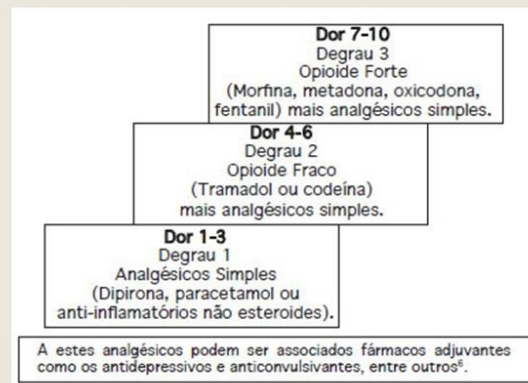 Dor 7-10
Degrau 3
Opioide Forte
(Morfina, metadona, oxicodona,
fentanil) mais analgésicos simples.
Dor 4-6
Degrau 2
Opioide Fraco
(Tramadol ou codeína)
mais analgésicos simples.
Dor 1-3
Degrau 1
Analgésicos Simples
(Dipirona, paracetamol ou
anti-inflamatórios não esteroides).
A estes analgésicos podem ser associados fármacos adjuvantes
como os antidepressivos e anticonvulsivantes, entre outros⁶.